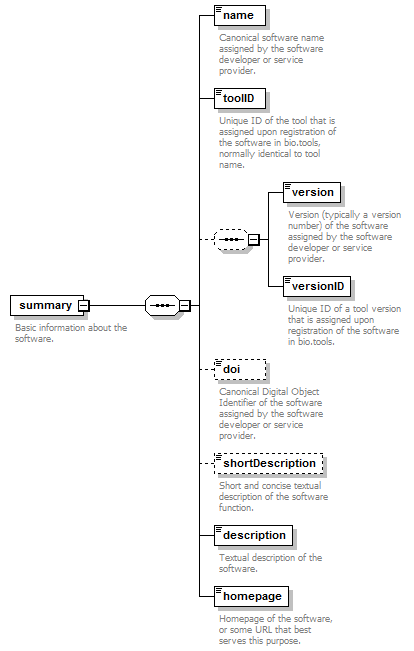 name
Canonical software name
assigned by the software
developer or service
provider.
toolID
Unique ID of the tool that is
assigned upon registration of
the software in bio.tools,
normally identical to tool
name.
version
Version (typically a version
number) of the software
assigned by the software
developer or service
provider.
versionID
Unique ID of a tool version
that is assigned upon
registration of the software
in bio.tools.
summary
Basic information about the
software.
doi
Canonical Digital Object
Identifier of the software
assigned by the software
developer or service
provider.
shortDescription
Short and concise textual
description of the software
function.
description
Textual description of the
software.
homepage
Homepage of the software,
or some URL that best
serves this purpose.